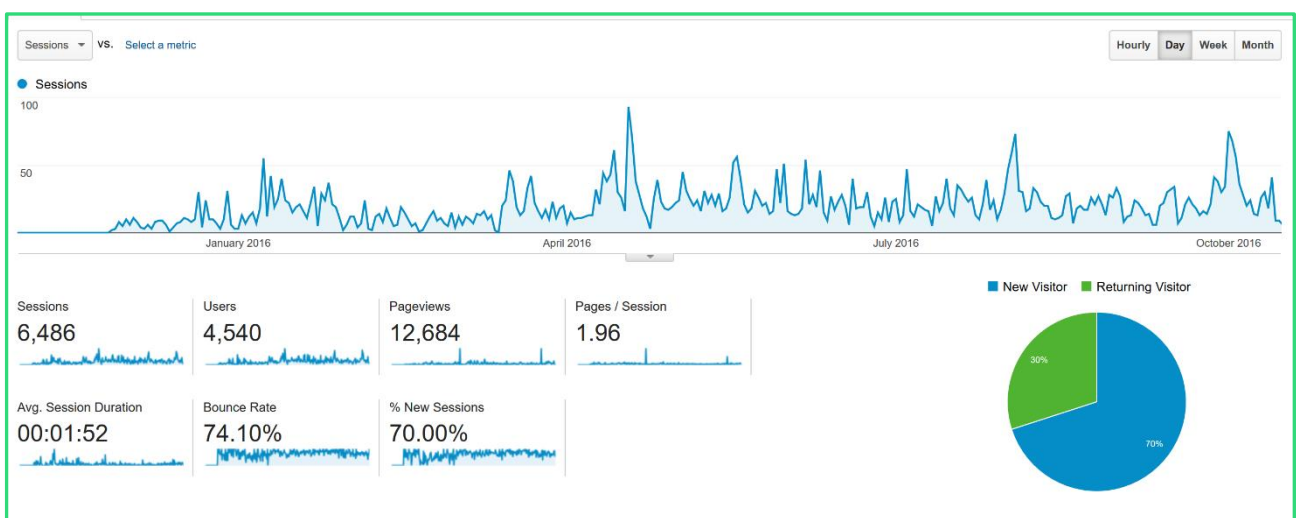 Sessions VS. Select a metric Hourly Day Week Month
Sessions
100
50
January 2016 April 2016 July 2016 October 2016
New Visitor Returning Visitor
Sessions Users Pageviews Pages / Session
6,486 4,540 12,684 1.96
30%
Avg. Session Duration Bounce Rate % New Sessions
00:01:52 74.10% 70.00%
70%